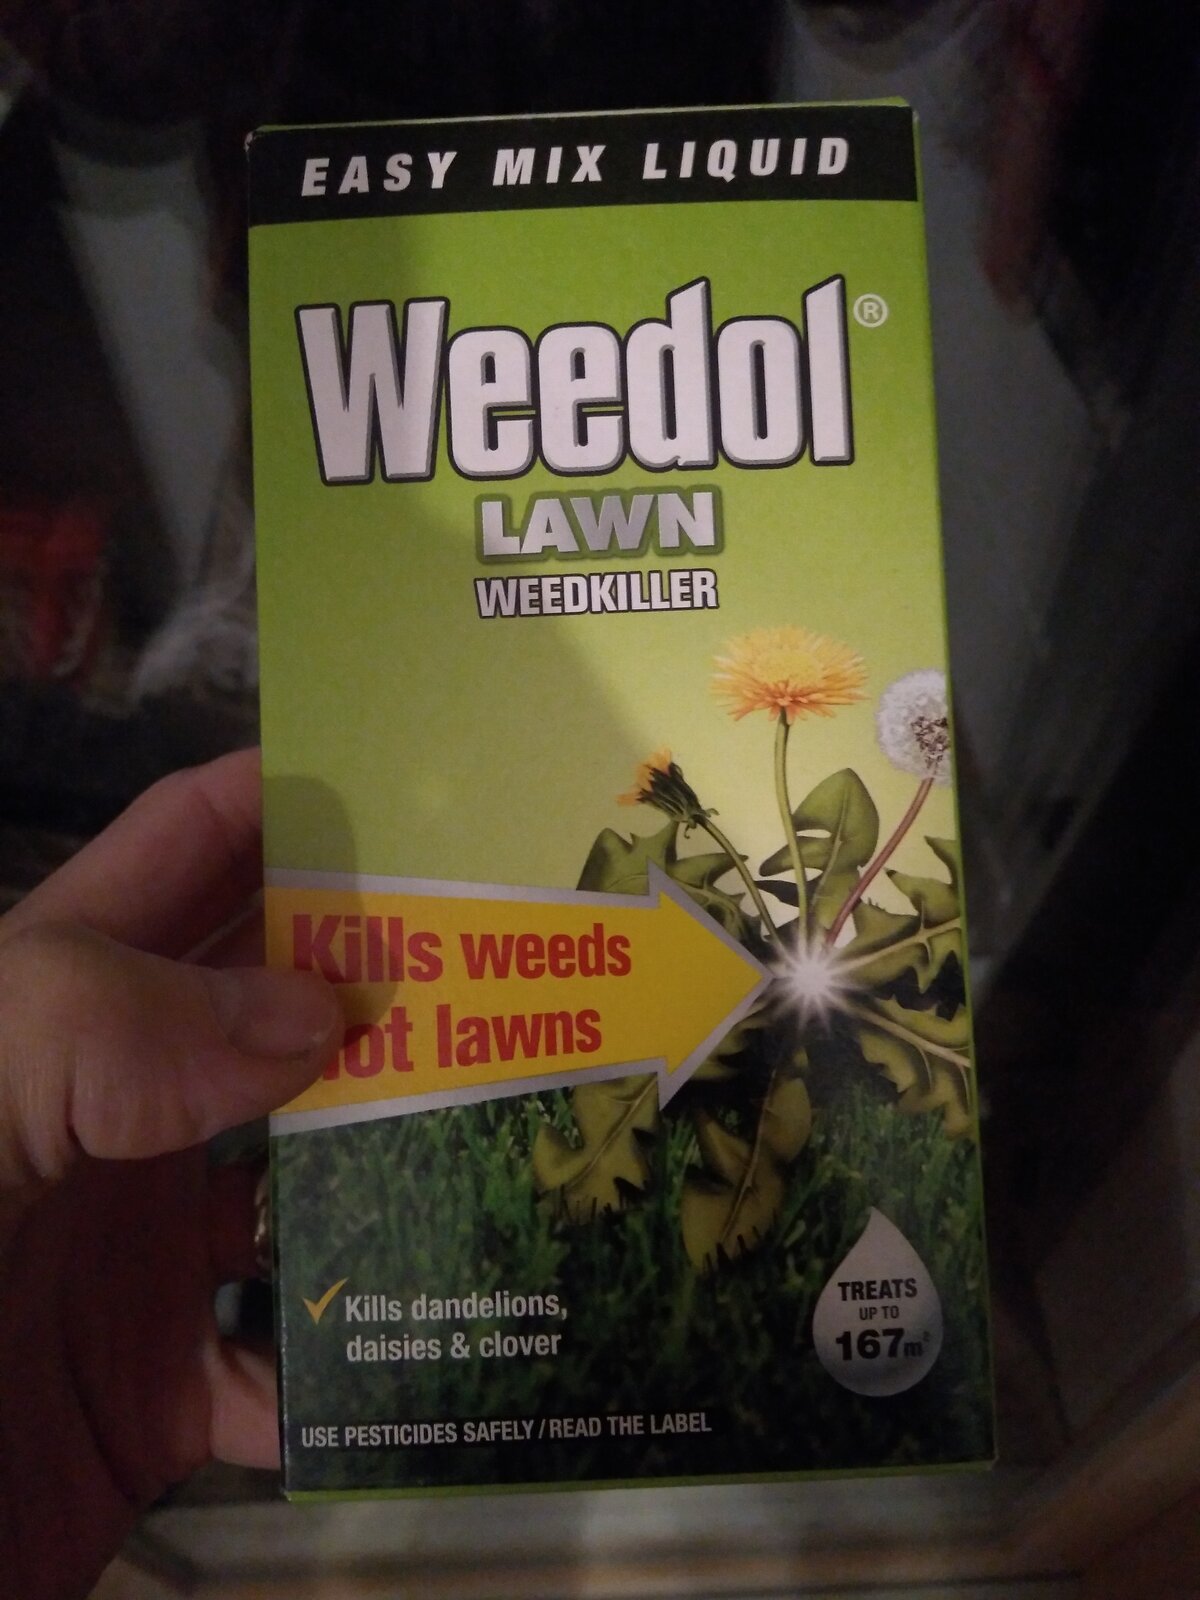 EASY MIX LIQUID
Weedol®
LAWN
WEEDKILLER
Kills weeds
not lawns
✓ Kills dandelions,
daisies & clover
TREATS
UP TO
167m²
USE PESTICIDES SAFELY / READ THE LABEL